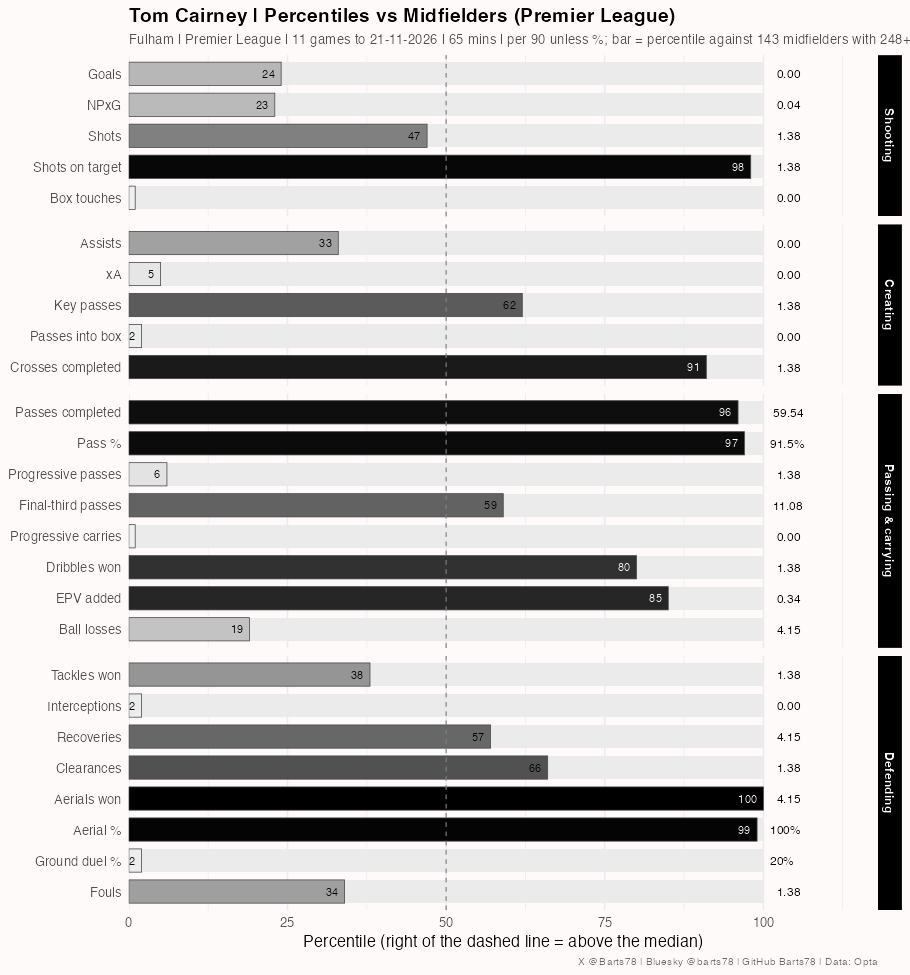 Tom Cairney | Percentiles vs Midfielders (Premier League)
Fulham | Premier League | 11 games to 21-11-2026 | 65 mins | per 90 unless %; bar = percentile against 143 midfielders with 248+
Shooting
Goals 24 0.00
NPxG 23 0.04
Shots 47 1.38
Shots on target 98 1.38
Box touches 0.00
Creating
Assists 33 0.00
xA 5 0.00
Key passes 62 1.38
Passes into box 2 0.00
Crosses completed 91 1.38
Passing & carrying
Passes completed 96 59.54
Pass % 97 91.5%
Progressive passes 6 1.38
Final-third passes 59 11.08
Progressive carries 0.00
Dribbles won 80 1.38
EPV added 85 0.34
Ball losses 19 4.15
Defending
Tackles won 38 1.38
Interceptions 2 0.00
Recoveries 57 4.15
Clearances 66 1.38
Aerials won 100 4.15
Aerial % 99 100%
Ground duel % 2 20%
Fouls 34 1.38
0 25 50 75 100
Percentile (right of the dashed line = above the median)
X @Barts78 | Bluesky @barts78 | GitHub Barts78 | Data: Opta